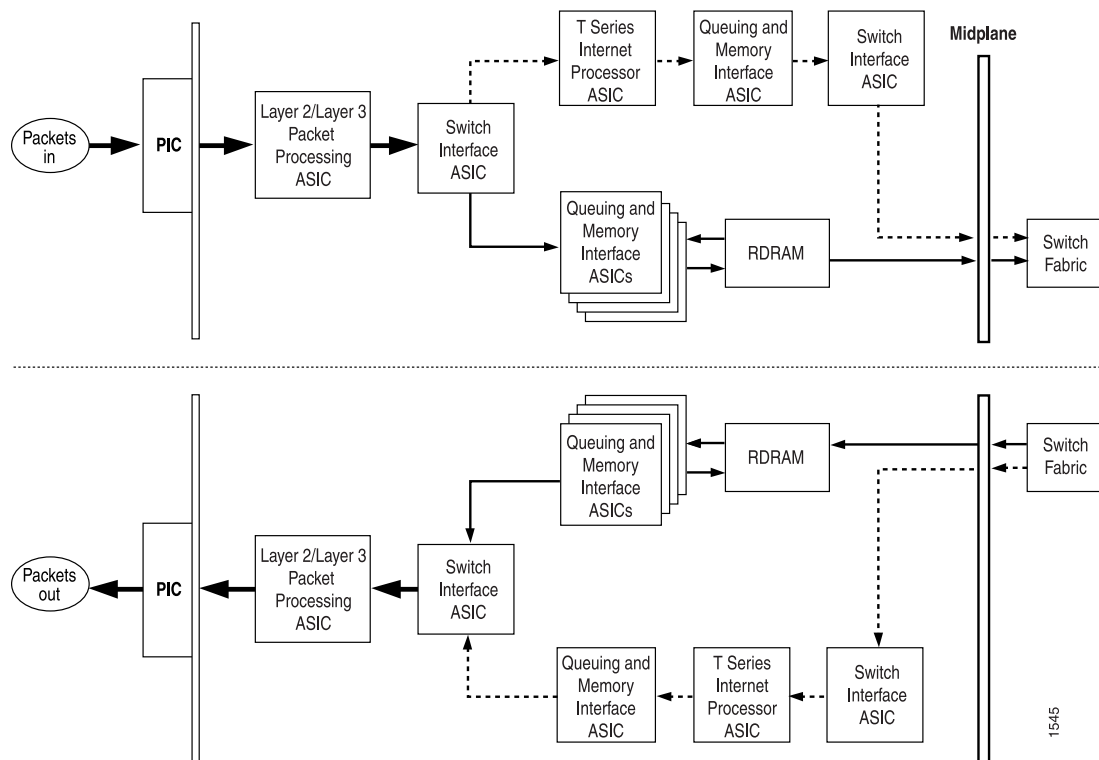 T Series
Internet
Processor
ASIC
Queuing and
Memory
Interface
ASIC
Switch
Interface
ASIC
Midplane
Packets
in
PIC
Layer 2/Layer 3
Packet
Processing
ASIC
Switch
Interface
ASIC
Queuing and
Memory
Interface
ASICs
RDRAM
Switch
Fabric
Queuing and
Memory
Interface
ASICs
RDRAM
Switch
Fabric
Packets
out
PIC
Layer 2/Layer 3
Packet
Processing
ASIC
Switch
Interface
ASIC
Queuing and
Memory
Interface
ASIC
T Series
Internet
Processor
ASIC
Switch
Interface
ASIC
1545